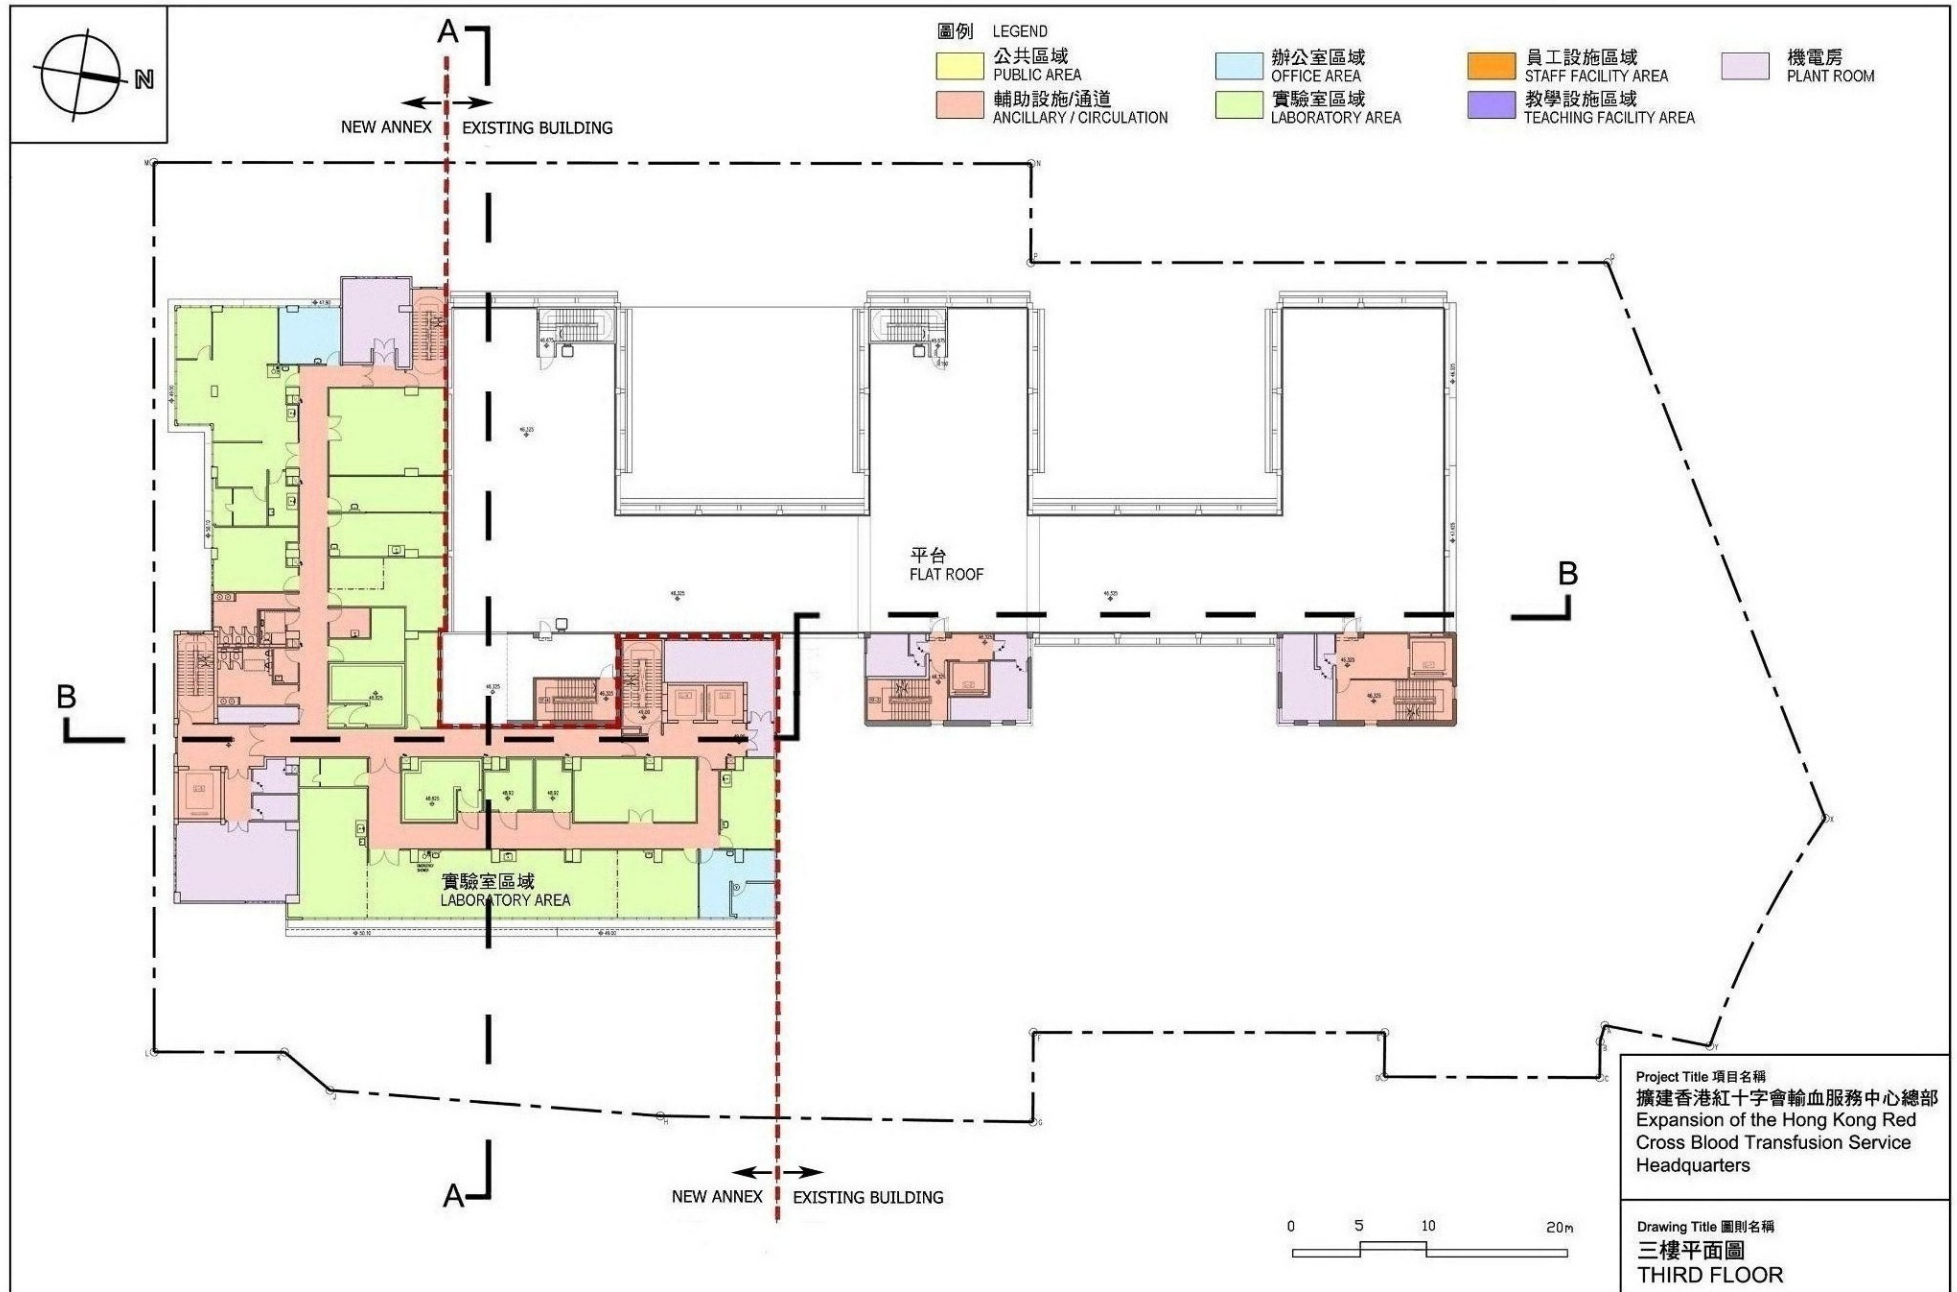 N
A
NEW ANNEX
EXISTING BUILDING
圖例 LEGEND
公共區域
PUBLIC AREA
輔助設施/通道
ANCILLARY / CIRCULATION
辦公室區域
OFFICE AREA
實驗室區域
LABORATORY AREA
員工設施區域
STAFF FACILITY AREA
教學設施區域
TEACHING FACILITY AREA
機電房
PLANT ROOM
平台
FLAT ROOF
B
B
實驗室區域
LABORATORY AREA
A
NEW ANNEX
EXISTING BUILDING
0 5 10 20m
Project Title 項目名稱
擴建香港紅十字會輸血服務中心總部
Expansion of the Hong Kong Red
Cross Blood Transfusion Service
Headquarters
Drawing Title 圖則名稱
三樓平面圖
THIRD FLOOR